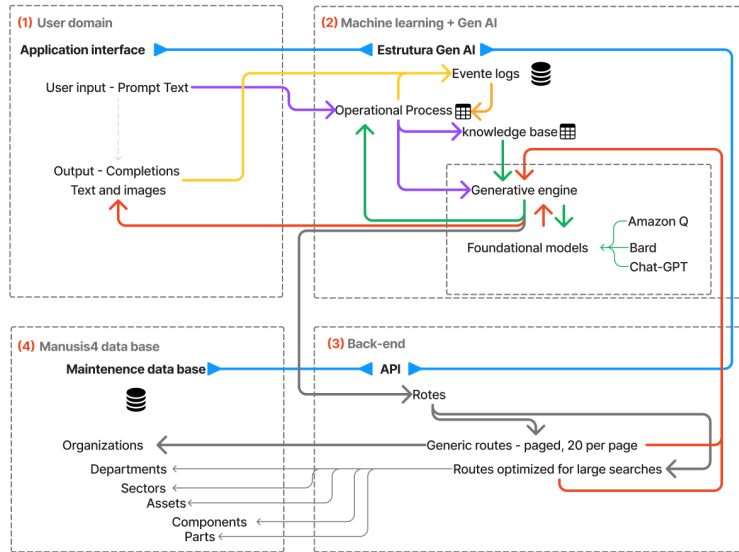 (1) User domain
Application interface
User input - Prompt Text
Output - Completions
Text and images
(2) Machine learning + Gen AI
Estrutura Gen AI
Evente logs
Operational Process
knowledge base
Generative engine
Foundational models
Amazon Q
Bard
Chat-GPT
(4) Manusis4 data base
Maintenence data base
Organizations
Departments
Sectors
Assets
Components
Parts
(3) Back-end
API
Rotes
Generic routes - paged, 20 per page
Routes optimized for large searches